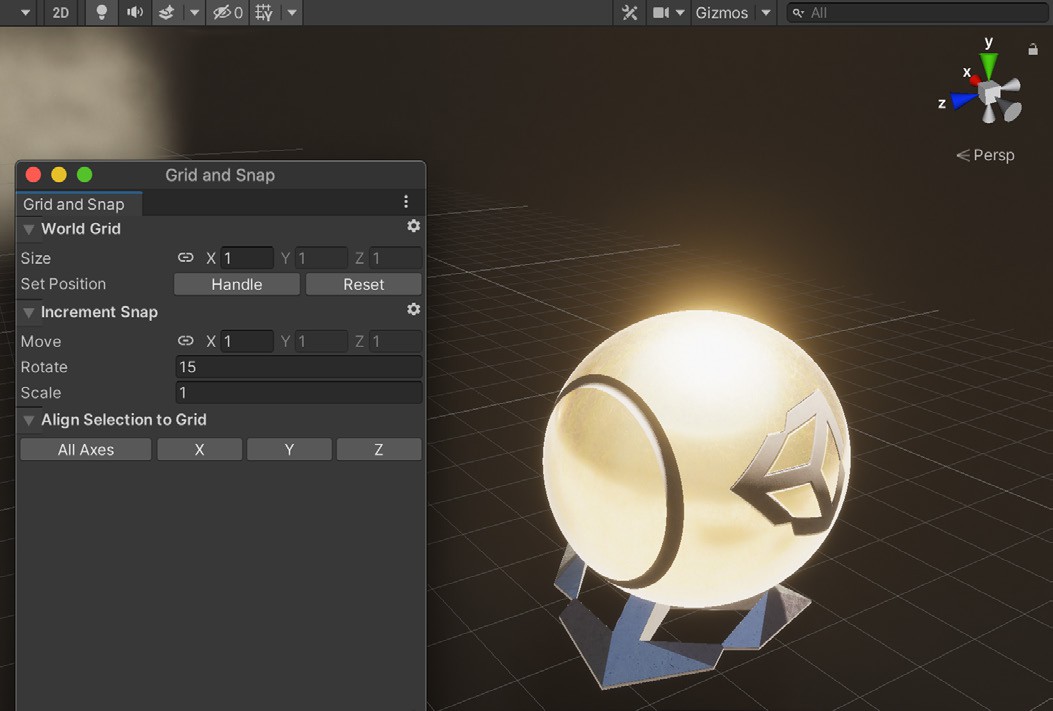 2D 0 Gizmos All
y
x
z
Persp
Grid and Snap
Grid and Snap
World Grid
Size X 1 Y 1 Z 1
Set Position Handle Reset
Increment Snap
Move X 1 Y 1 Z 1
Rotate 15
Scale 1
Align Selection to Grid
All Axes X Y Z